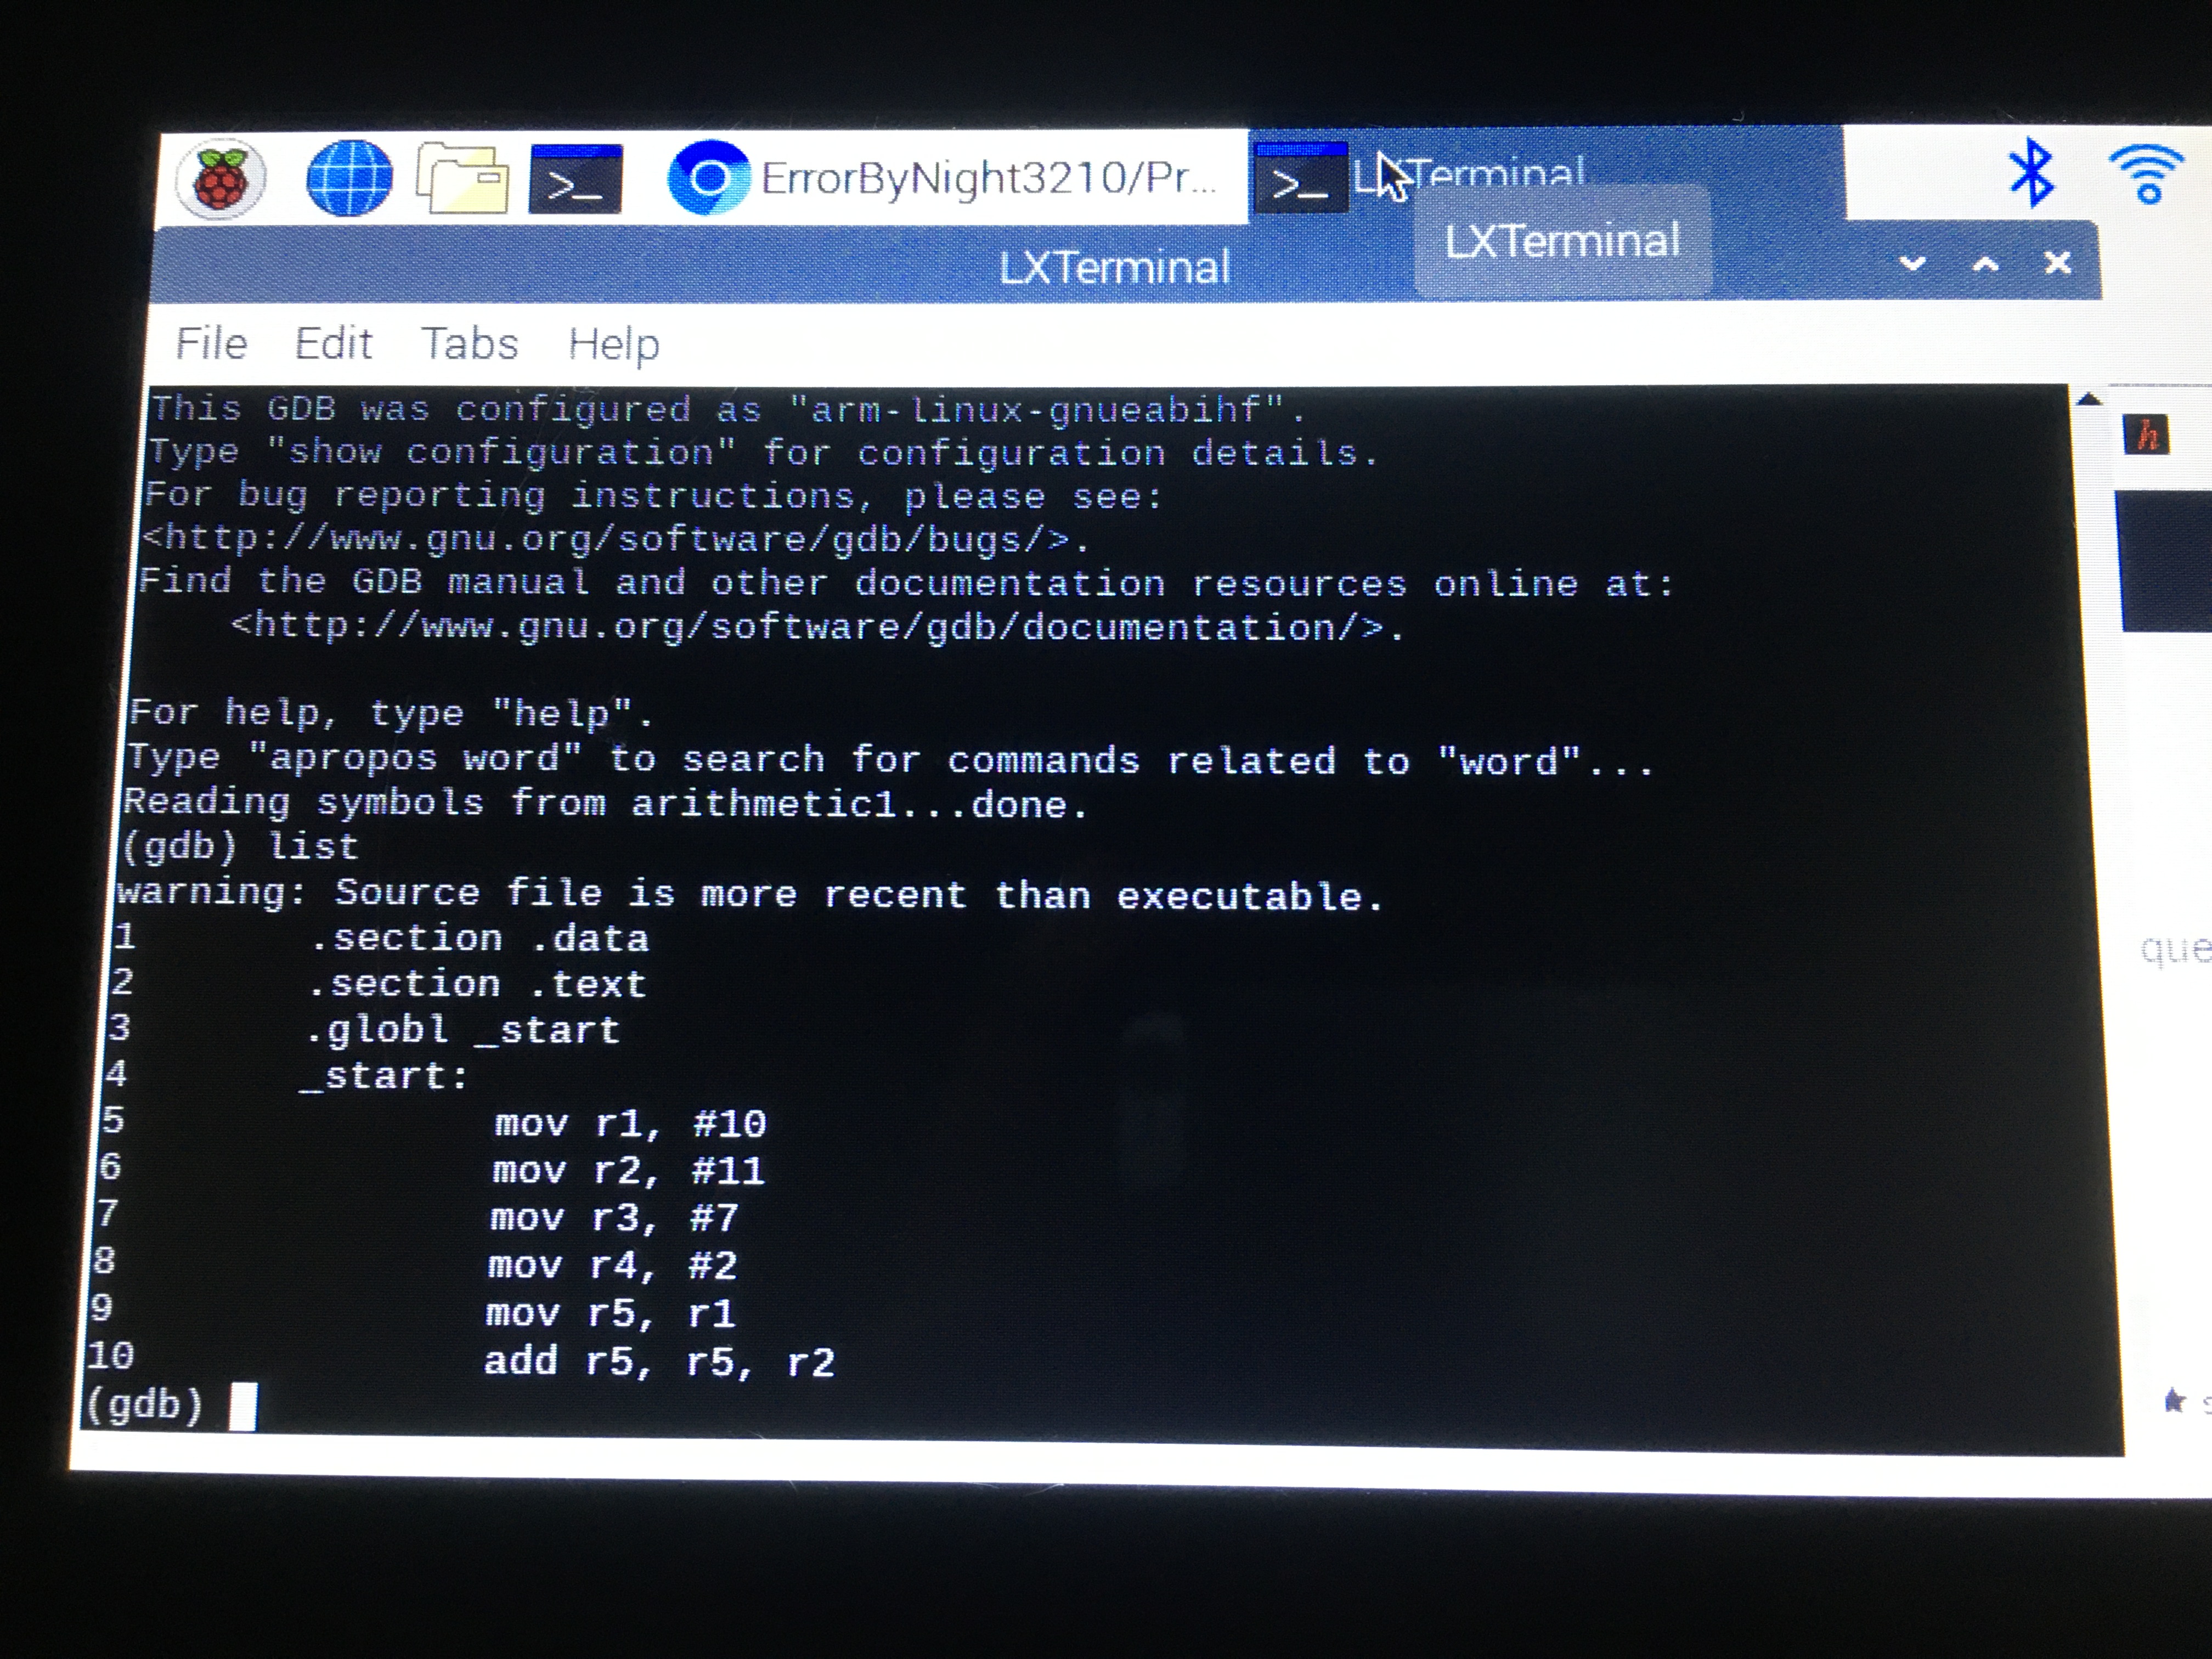 ErrorByNight3210/Pr...
LXTerminal
LXTerminal
LXTerminal
File Edit Tabs Help
This GDB was configured as "arm-linux-gnueabihf".
Type "show configuration" for configuration details.
For bug reporting instructions, please see:
<http://www.gnu.org/software/gdb/bugs/>.
Find the GDB manual and other documentation resources online at:
    <http://www.gnu.org/software/gdb/documentation/>.
For help, type "help".
Type "apropos word" to search for commands related to "word"...
Reading symbols from arithmetic1...done.
(gdb) list
warning: Source file is more recent than executable.
1 .section .data
2 .section .text
3 .globl _start
4 _start:
5 mov r1, #10
6 mov r2, #11
7 mov r3, #7
8 mov r4, #2
9 mov r5, r1
10 add r5, r5, r2
(gdb)
h
que